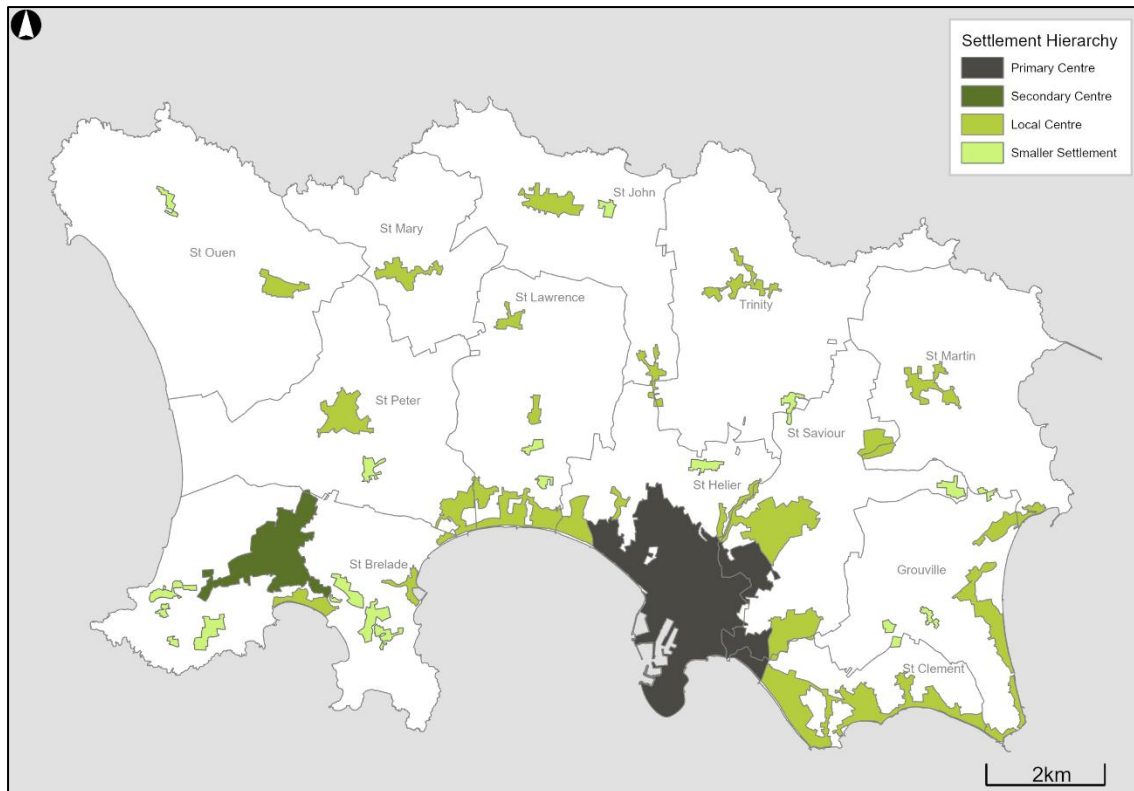 Settlement Hierarchy
Primary Centre
Secondary Centre
Local Centre
Smaller Settlement
St John
St Mary
St Ouen
St Lawrence
Trinity
St Martin
St Peter
St Saviour
St Helier
St Brelade
Grouville
St Clement
2km